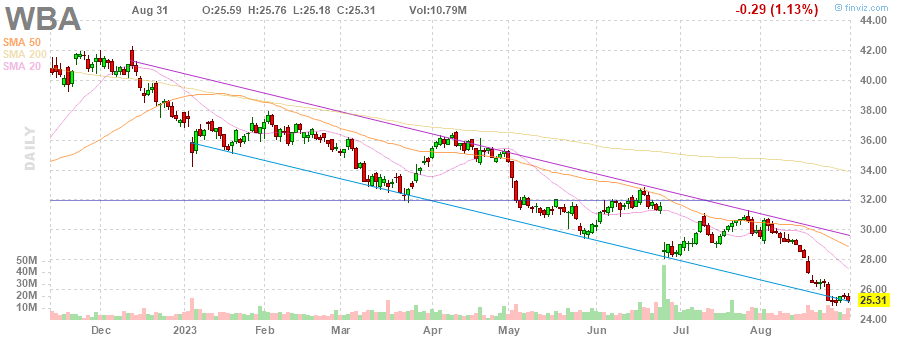 WBA Aug 31 O:25.59 H:25.76 L:25.18 C:25.31 Vol:10.79M -0.29 (1.13%) © finviz.com
SMA 50
SMA 200
SMA 20
DAILY
44.00
42.00
40.00
38.00
36.00
34.00
32.00
30.00
28.00
26.00
25.31
24.00
50M
40M
30M
20M
10M
Dec 2023 Feb Mar Apr May Jun Jul Aug